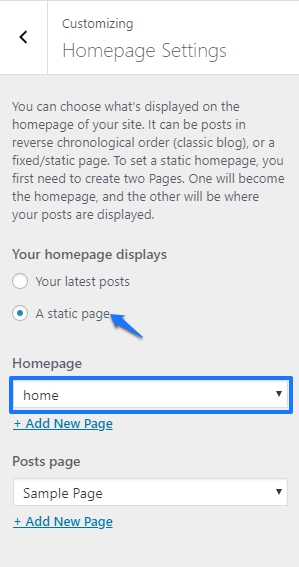 Customizing
Homepage Settings
You can choose what's displayed on the
homepage of your site. It can be posts in
reverse chronological order (classic blog), or a
fixed/static page. To set a static homepage, you
first need to create two Pages. One will become
the homepage, and the other will be where
your posts are displayed.
Your homepage displays
Your latest posts
A static page
Homepage
home
+ Add New Page
Posts page
Sample Page
+ Add New Page